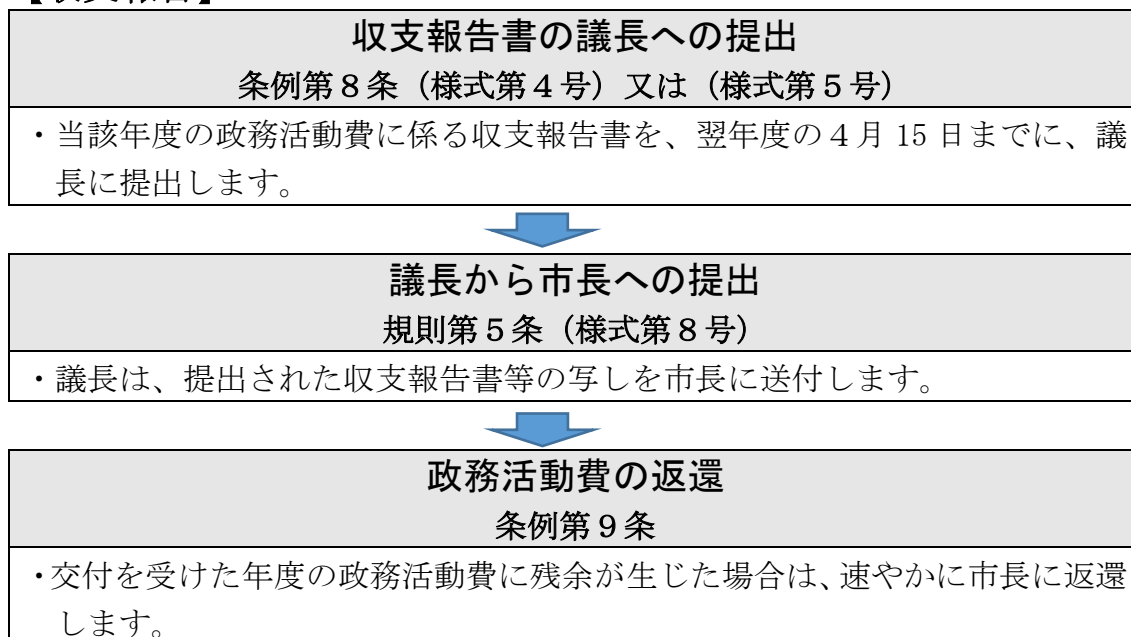 収支報告書の議長への提出
条例第8条（様式第4号）又は（様式第5号）
・当該年度の政務活動費に係る収支報告書を、翌年度の4月 15 日までに、議
長に提出します。
議長から市長への提出
規則第5条（様式第8号）
・議長は、提出された収支報告書等の写しを市長に送付します。
政務活動費の返還
条例第9条
・交付を受けた年度の政務活動費に残余が生じた場合は、速やかに市長に返還
します。